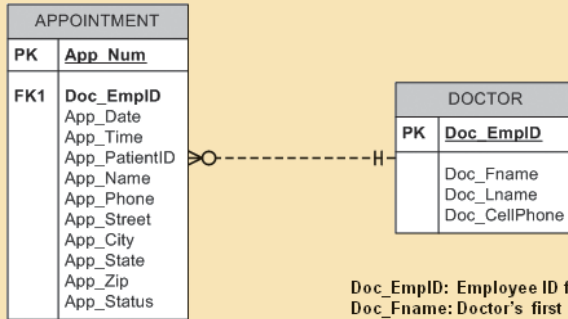 APPOINTMENT
PK App_Num
FK1 Doc_EmpID
App_Date
App_Time
App_PatientID
App_Name
App_Phone
App_Street
App_City
App_State
App_Zip
App_Status
DOCTOR
PK Doc_EmpID
Doc_Fname
Doc_Lname
Doc_CellPhone
Doc_EmpID: Employee ID f
Doc_Fname: Doctor's first